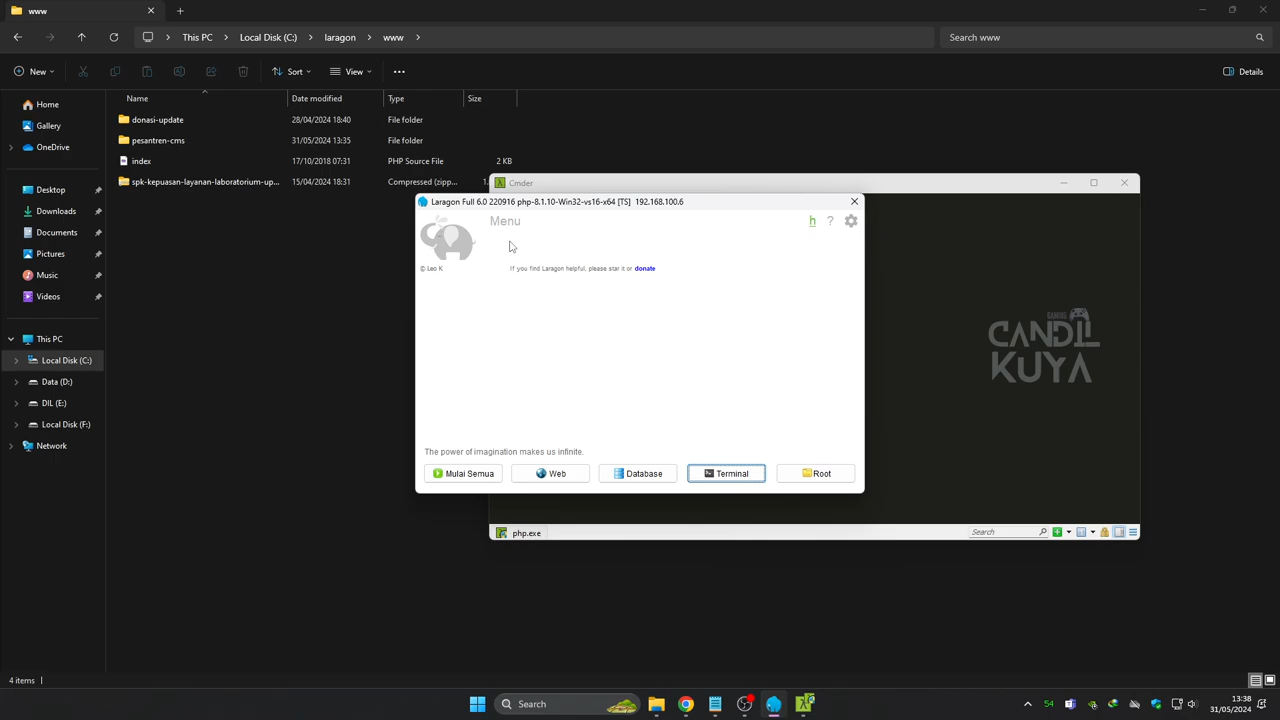 www
This PC > Local Disk (C:) > laragon > www >
Search www
New
Sort
View
Details
Name
Date modified
Type
Size
Home
Gallery
OneDrive
Desktop
Downloads
Documents
Pictures
Music
Videos
This PC
Local Disk (C:)
Data (D:)
DIL (E:)
Local Disk (F:)
Network
donasi-update 28/04/2024 18:40 File folder
pesantren-cms 31/05/2024 13:35 File folder
index 17/10/2018 07:31 PHP Source File 2 KB
spk-kepuasan-layanan-laboratorium-up... 15/04/2024 18:31 Compressed (zipp... 1.
Cmder
Laragon Full 6.0 220916 php-8.1.10-Win32-vs16-x64 [TS] 192.168.100.6
Menu
h ?
© Leo K
If you find Laragon helpful, please star it or donate
GAMING
CANDIL
KUYA
The power of imagination makes us infinite.
Mulai Semua
Web
Database
Terminal
Root
php.exe
Search
4 items
Search
54
13:38
31/05/2024